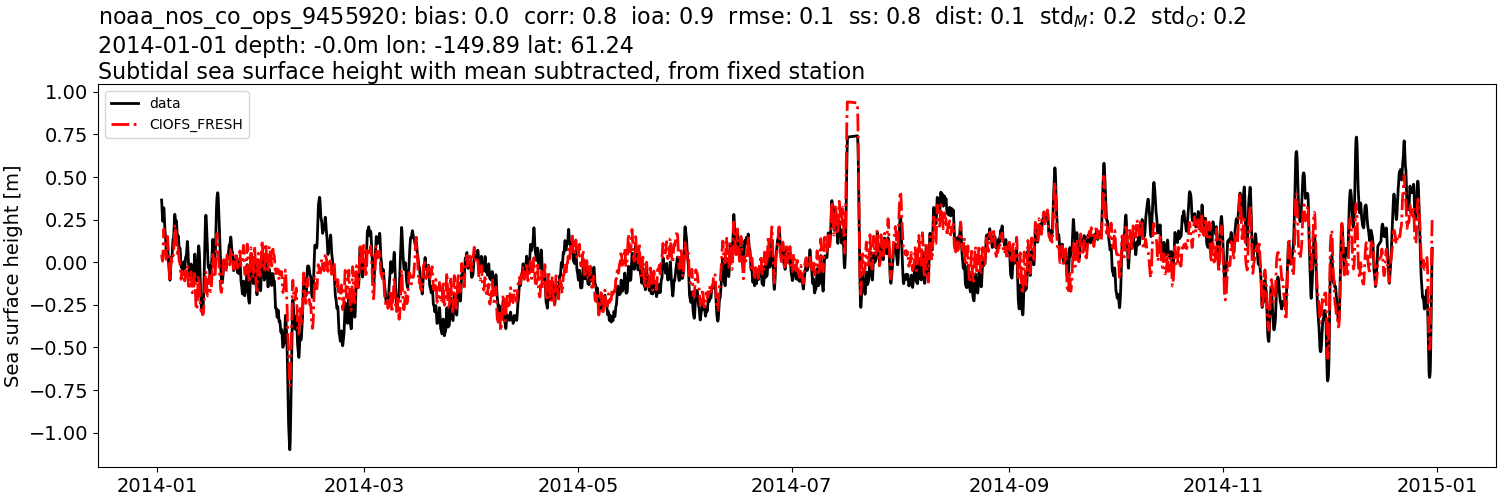 noaa_nos_co_ops_9455920: bias: 0.0 corr: 0.8 ioa: 0.9 rmse: 0.1 ss: 0.8 dist: 0.1 std_M: 0.2 std_O: 0.2
2014-01-01 depth: -0.0m lon: -149.89 lat: 61.24
Subtidal sea surface height with mean subtracted, from fixed station
data
CIOFS_FRESH
Sea surface height [m]
1.00
0.75
0.50
0.25
0.00
−0.25
−0.50
−0.75
−1.00
2014-01
2014-03
2014-05
2014-07
2014-09
2014-11
2015-01